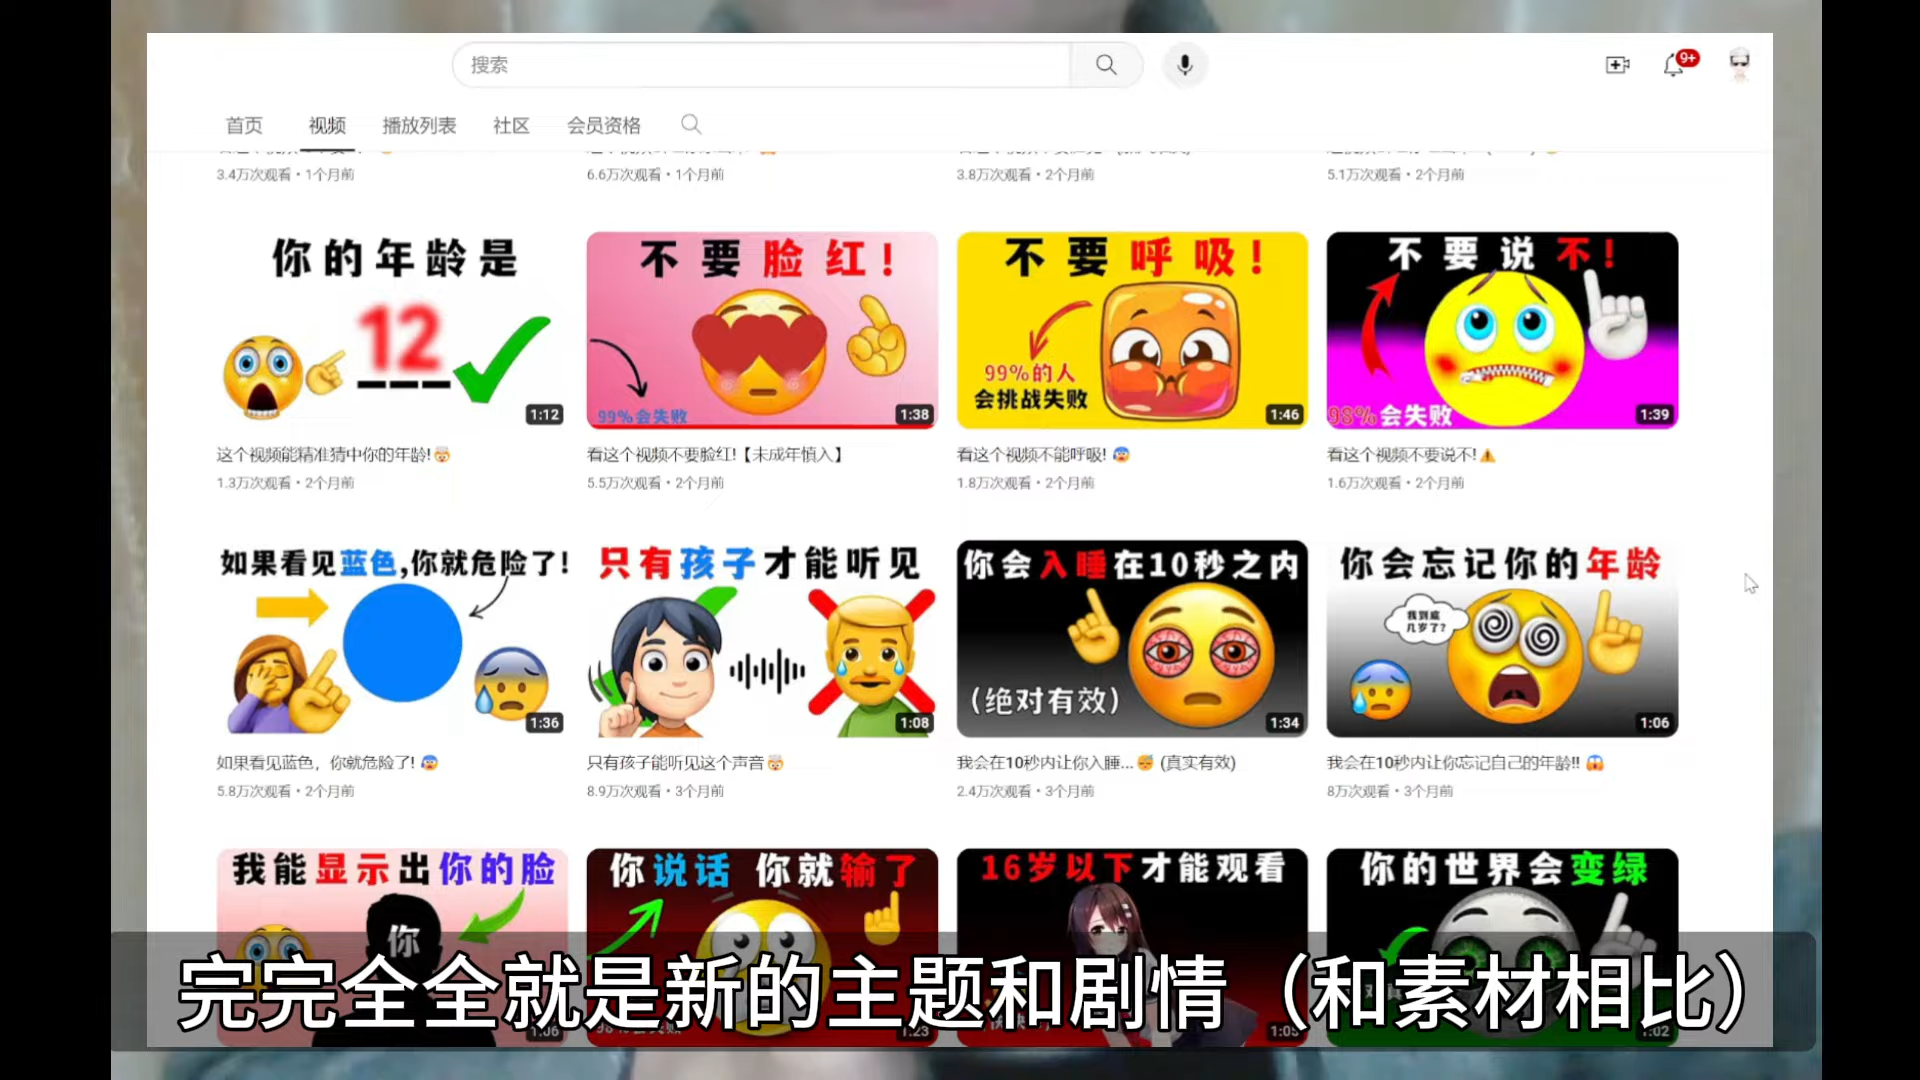 搜索
9+
首页 视频 播放列表 社区 会员资格
3.4万次观看•1个月前
6.6万次观看•1个月前
3.8万次观看•2个月前
5.1万次观看•2个月前
你的年龄是
12
1:12
不要脸红!
99%会失败
1:38
不要呼吸!
99%的人
会挑战失败
1:46
不要说不!
98%会失败
1:39
这个视频能精准猜中你的年龄!
1.3万次观看•2个月前
看这个视频不要脸红!【未成年慎入】
5.5万次观看•2个月前
看这个视频不能呼吸!
1.8万次观看•2个月前
看这个视频不要说不!
1.6万次观看•2个月前
如果看见蓝色,你就危险了!
1:36
只有孩子才能听见
1:08
你会入睡在10秒之内
(绝对有效)
1:34
你会忘记你的年龄
我到底
几岁了?
1:06
如果看见蓝色，你就危险了!
5.8万次观看•2个月前
只有孩子能听见这个声音
8.9万次观看•3个月前
我会在10秒内让你入睡... (真实有效)
2.4万次观看•3个月前
我会在10秒内让你忘记自己的年龄!!
8万次观看•3个月前
我能显示出你的脸
你
1:06
你说话 你就输了
1:23
16岁以下才能观看
1:05
你的世界会变绿
1:02
完完全全就是新的主题和剧情（和素材相比）